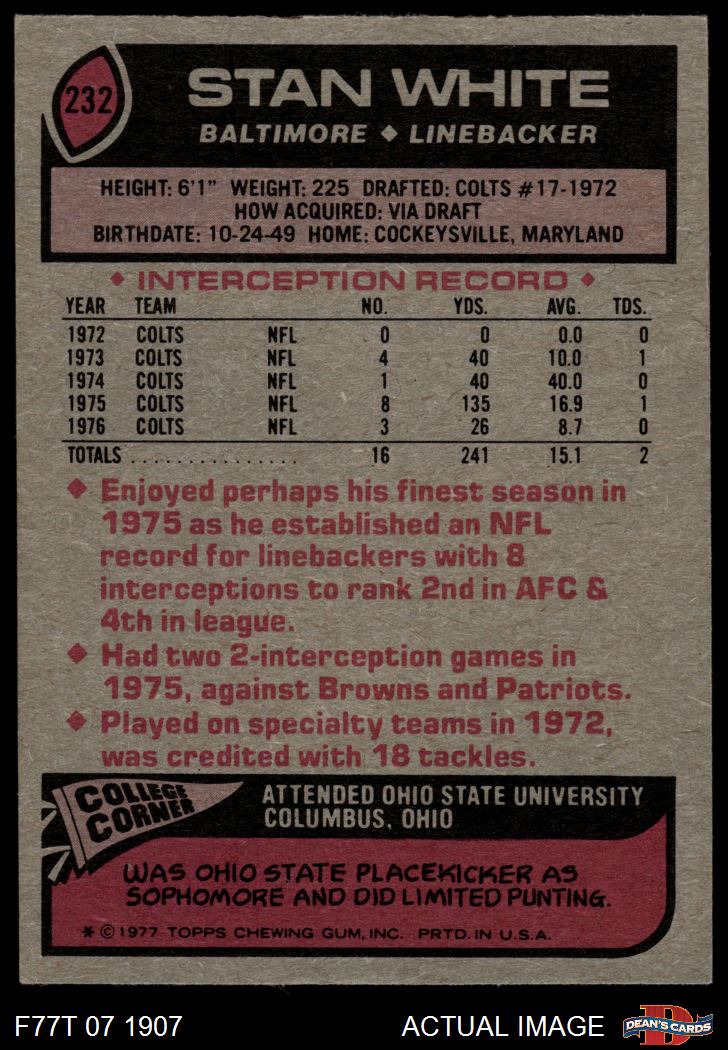 232
STAN WHITE
BALTIMORE ◆ LINEBACKER
HEIGHT: 6'1" WEIGHT: 225 DRAFTED: COLTS #17-1972
HOW ACQUIRED: VIA DRAFT
BIRTHDATE: 10-24-49 HOME: COCKEYSVILLE, MARYLAND
◆ INTERCEPTION RECORD ◆
YEAR TEAM NO. YDS. AVG. TDS.
1972 COLTS NFL 0 0 0.0 0
1973 COLTS NFL 4 40 10.0 1
1974 COLTS NFL 1 40 40.0 0
1975 COLTS NFL 8 135 16.9 1
1976 COLTS NFL 3 26 8.7 0
TOTALS ................ 16 241 15.1 2
◆ Enjoyed perhaps his finest season in
1975 as he established an NFL
record for linebackers with 8
interceptions to rank 2nd in AFC &
4th in league.
◆ Had two 2-interception games in
1975, against Browns and Patriots.
◆ Played on specialty teams in 1972,
was credited with 18 tackles.
COLLEGE
CORNER
ATTENDED OHIO STATE UNIVERSITY
COLUMBUS, OHIO
WAS OHIO STATE PLACEKICKER AS
SOPHOMORE AND DID LIMITED PUNTING.
* © 1977 TOPPS CHEWING GUM, INC. PRTD. IN U.S.A.
F77T 07 1907
ACTUAL IMAGE
D
DEAN'S CARDS